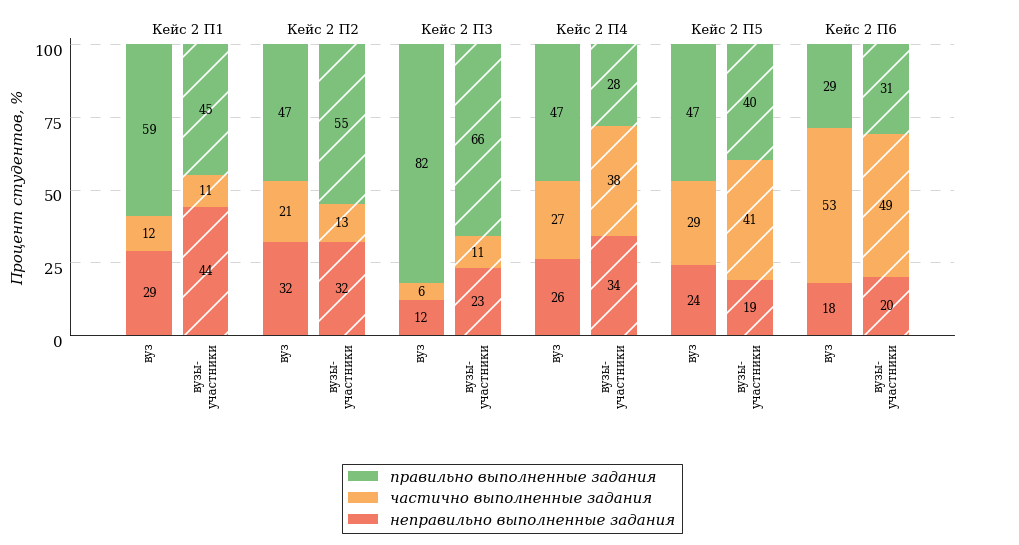 Кейс 2 П1 Кейс 2 П2 Кейс 2 П3 Кейс 2 П4 Кейс 2 П5 Кейс 2 П6
Процент студентов, %
100
75
50
25
0
59
12
29
45
11
44
47
21
32
55
13
32
82
6
12
66
11
23
47
27
26
28
38
34
47
29
24
40
41
19
29
53
18
31
49
20
вуз
вузы-
участники
вуз
вузы-
участники
вуз
вузы-
участники
вуз
вузы-
участники
вуз
вузы-
участники
вуз
вузы-
участники
правильно выполненные задания
частично выполненные задания
неправильно выполненные задания